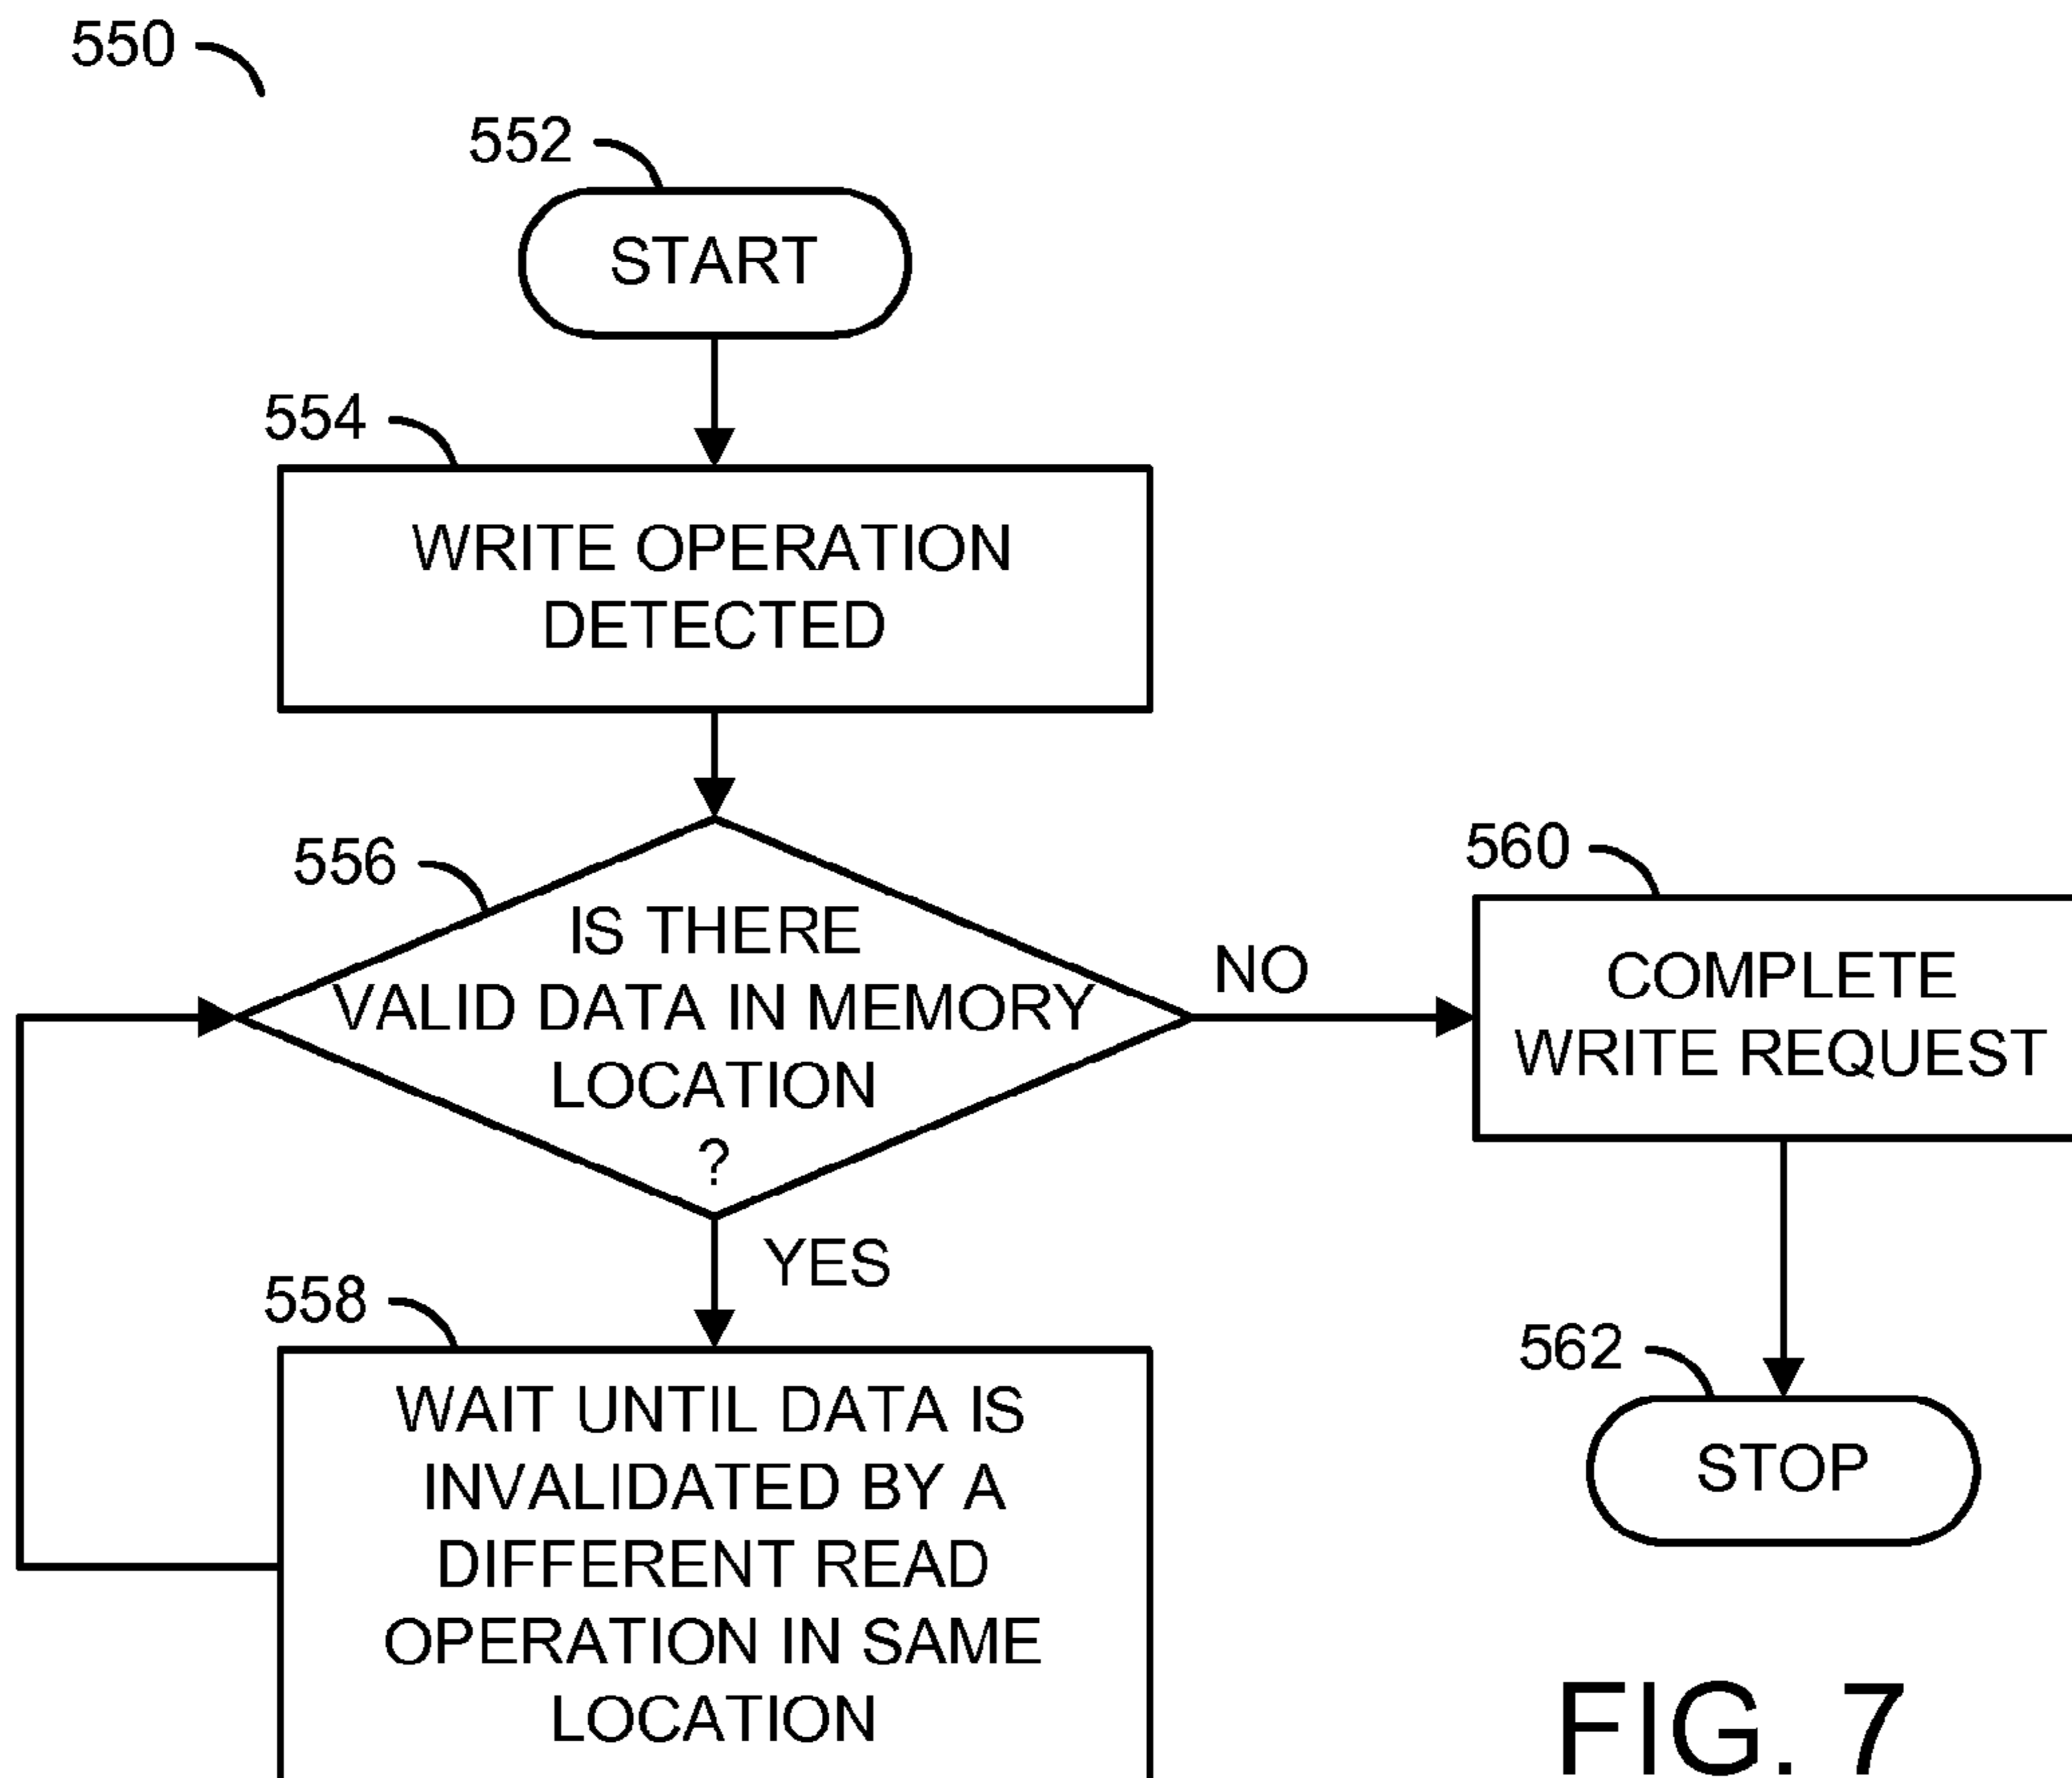 550
552
START
554
WRITE OPERATION
DETECTED
556
IS THERE
VALID DATA IN MEMORY
LOCATION
?
NO
560
COMPLETE
WRITE REQUEST
YES
558
WAIT UNTIL DATA IS
INVALIDATED BY A
DIFFERENT READ
OPERATION IN SAME
LOCATION
562
STOP
FIG. 7